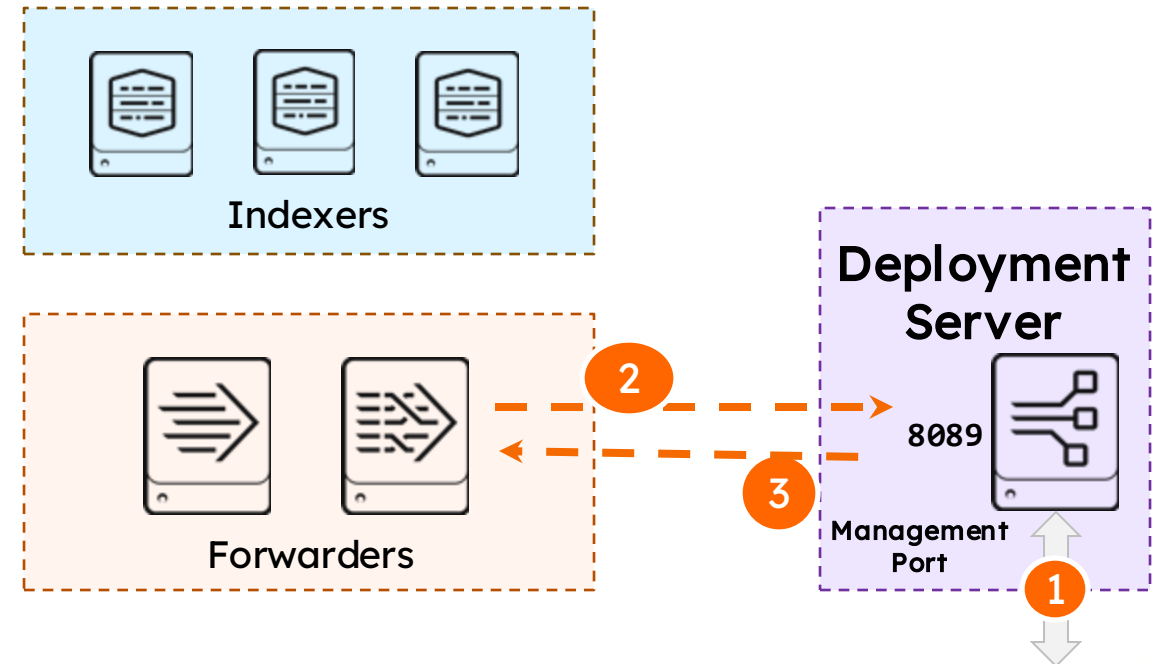 Indexers
Deployment
Server
2
8089
3
Management
Port
Forwarders
1